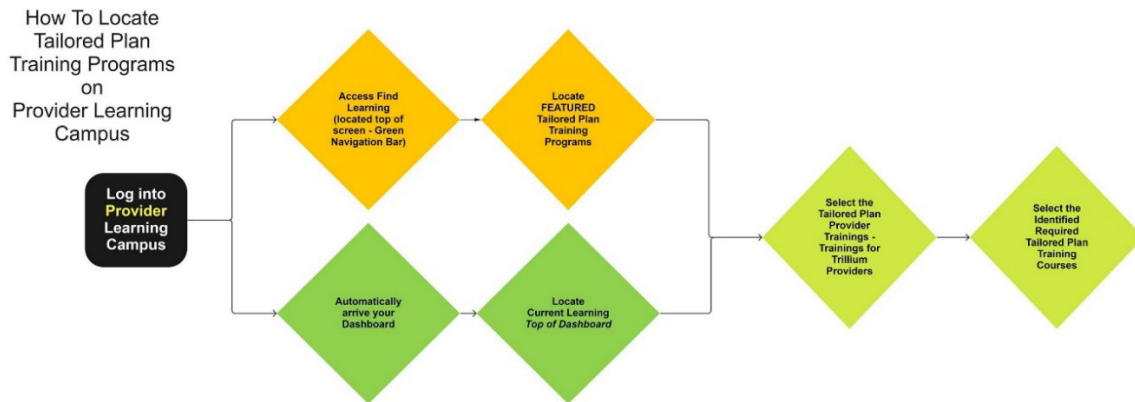 How To Locate
Tailored Plan
Training Programs
on
Provider Learning
Campus
Log into
Provider
Learning
Campus
Access Find
Learning
(located top of
screen - Green
Navigation Bar)
Locate
FEATURED
Tailored Plan
Training
Programs
Automatically
arrive your
Dashboard
Locate
Current Learning
Top of Dashboard
Select the
Tailored Plan
Provider
Trainings -
Trainings for
Trillium
Providers
Select the
Identified
Required
Tailored Plan
Training
Courses